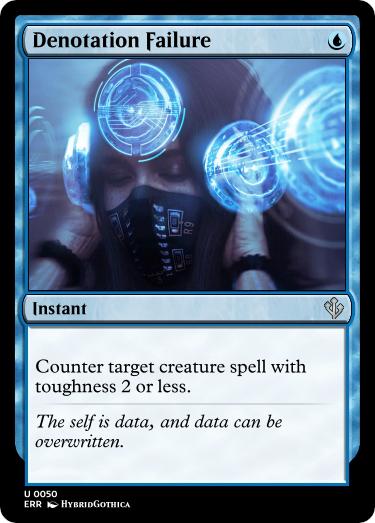 Denotation Failure
Instant
Counter target creature spell with
toughness 2 or less.
The self is data, and data can be
overwritten.
U 0050
ERR HybridGothica